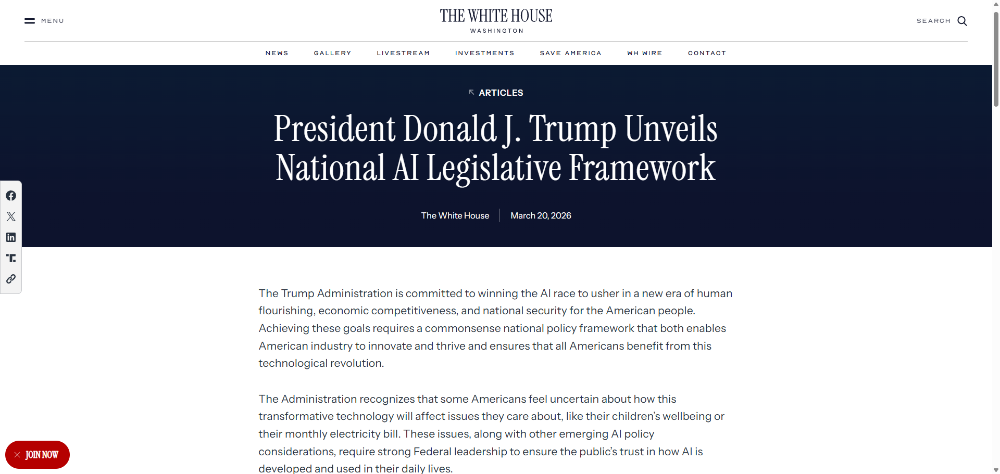 MENU
THE WHITE HOUSE
WASHINGTON
SEARCH
NEWS
GALLERY
LIVESTREAM
INVESTMENTS
SAVE AMERICA
WH WIRE
CONTACT
ARTICLES
President Donald J. Trump Unveils
National AI Legislative Framework
The White House
March 20, 2026
The Trump Administration is committed to winning the AI race to usher in a new era of human
flourishing, economic competitiveness, and national security for the American people.
Achieving these goals requires a commonsense national policy framework that both enables
American industry to innovate and thrive and ensures that all Americans benefit from this
technological revolution.
The Administration recognizes that some Americans feel uncertain about how this
transformative technology will affect issues they care about, like their children’s wellbeing or
their monthly electricity bill. These issues, along with other emerging AI policy
considerations, require strong Federal leadership to ensure the public’s trust in how AI is
developed and used in their daily lives.
JOIN NOW